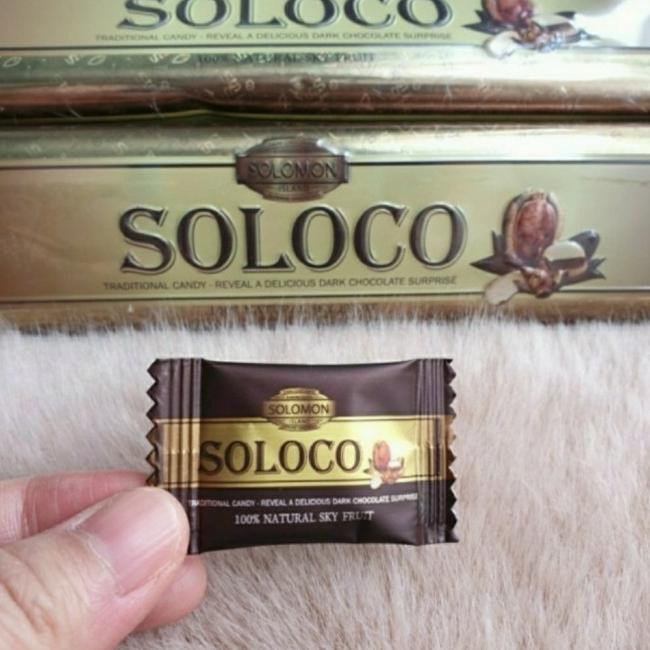 SOLOCO
TRADITIONAL CANDY - REVEAL A DELICIOUS DARK CHOCOLATE SURPRISE
100% NATURAL SKY FRUIT
SOLOMON
ISLAND
SOLOCO
TRADITIONAL CANDY - REVEAL A DELICIOUS DARK CHOCOLATE SURPRISE
SOLOMON
ISLAND
SOLOCO
TRADITIONAL CANDY - REVEAL A DELICIOUS DARK CHOCOLATE SURPRISE
100% NATURAL SKY FRUIT